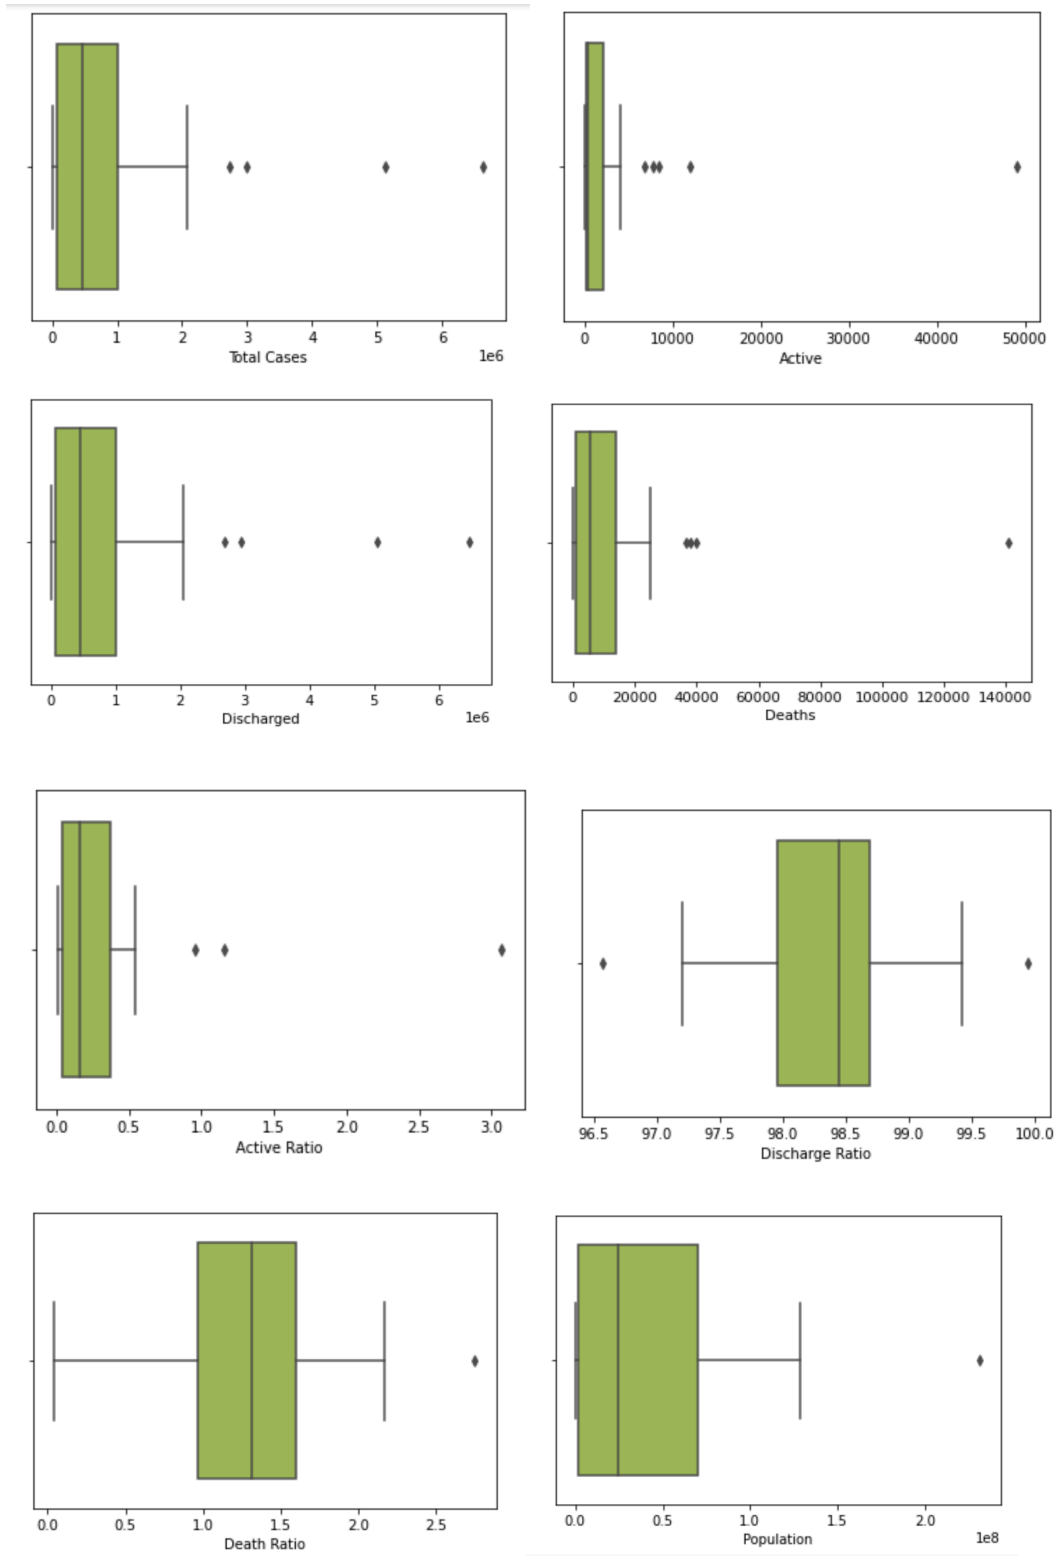 0 1 2 3 4 5 6
Total Cases
1e6
0 10000 20000 30000 40000 50000
Active
0 1 2 3 4 5 6
Discharged
1e6
0 20000 40000 60000 80000 100000 120000 140000
Deaths
0.0 0.5 1.0 1.5 2.0 2.5 3.0
Active Ratio
96.5 97.0 97.5 98.0 98.5 99.0 99.5 100.0
Discharge Ratio
0.0 0.5 1.0 1.5 2.0 2.5
Death Ratio
0.0 0.5 1.0 1.5 2.0
Population
1e8